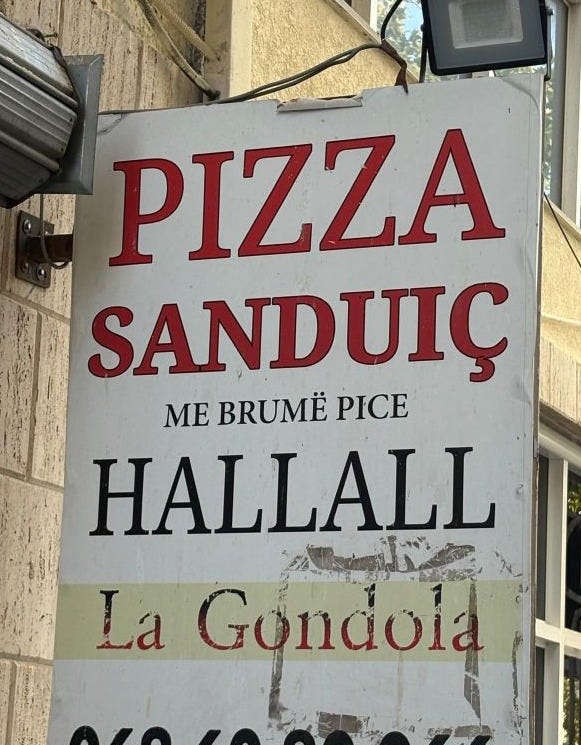 PIZZA
SANDUIÇ
ME BRUMË PICE
HALLALL
La Gondola